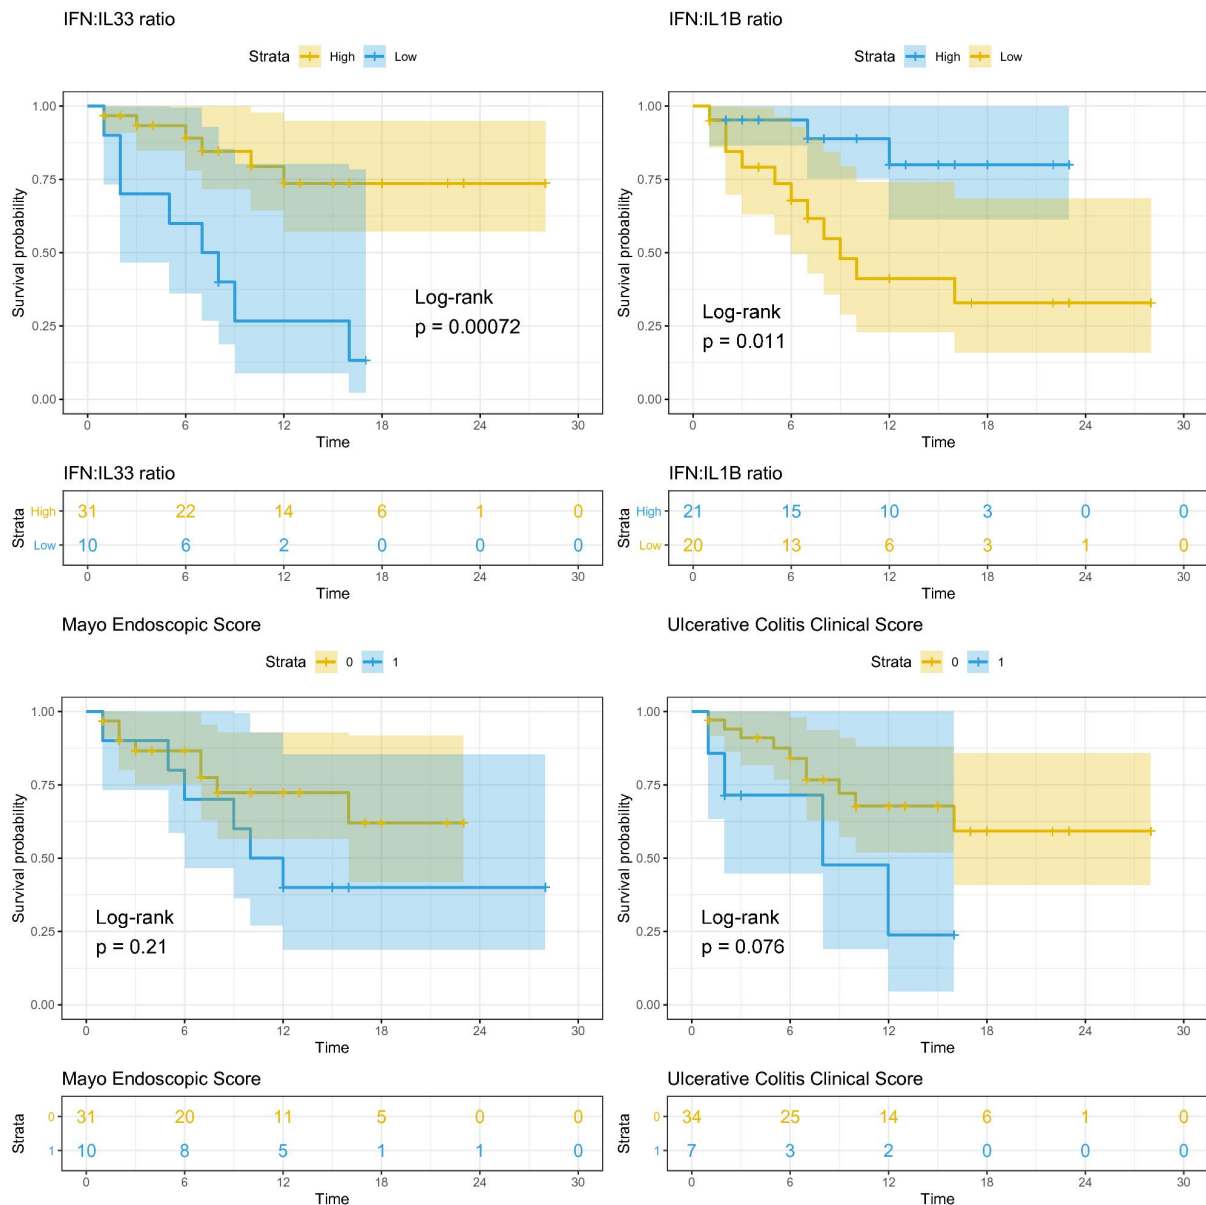 IFN:IL33 ratio
Strata High Low
1.00
0.75
0.50
0.25
0.00
Survival probability
Log-rank
p = 0.00072
0 6 12 18 24 30
Time
IFN:IL33 ratio
Strata
High 31 22 14 6 1 0
Low 10 6 2 0 0 0
0 6 12 18 24 30
Time
IFN:IL1B ratio
Strata High Low
1.00
0.75
0.50
0.25
0.00
Survival probability
Log-rank
p = 0.011
0 6 12 18 24 30
Time
IFN:IL1B ratio
Strata
High 21 15 10 3 0 0
Low 20 13 6 3 1 0
0 6 12 18 24 30
Time
Mayo Endoscopic Score
Strata 0 1
1.00
0.75
0.50
0.25
0.00
Survival probability
Log-rank
p = 0.21
0 6 12 18 24 30
Time
Mayo Endoscopic Score
Strata
0 31 20 11 5 0 0
1 10 8 5 1 1 0
0 6 12 18 24 30
Time
Ulcerative Colitis Clinical Score
Strata 0 1
1.00
0.75
0.50
0.25
0.00
Survival probability
Log-rank
p = 0.076
0 6 12 18 24 30
Time
Ulcerative Colitis Clinical Score
Strata
0 34 25 14 6 1 0
1 7 3 2 0 0 0
0 6 12 18 24 30
Time